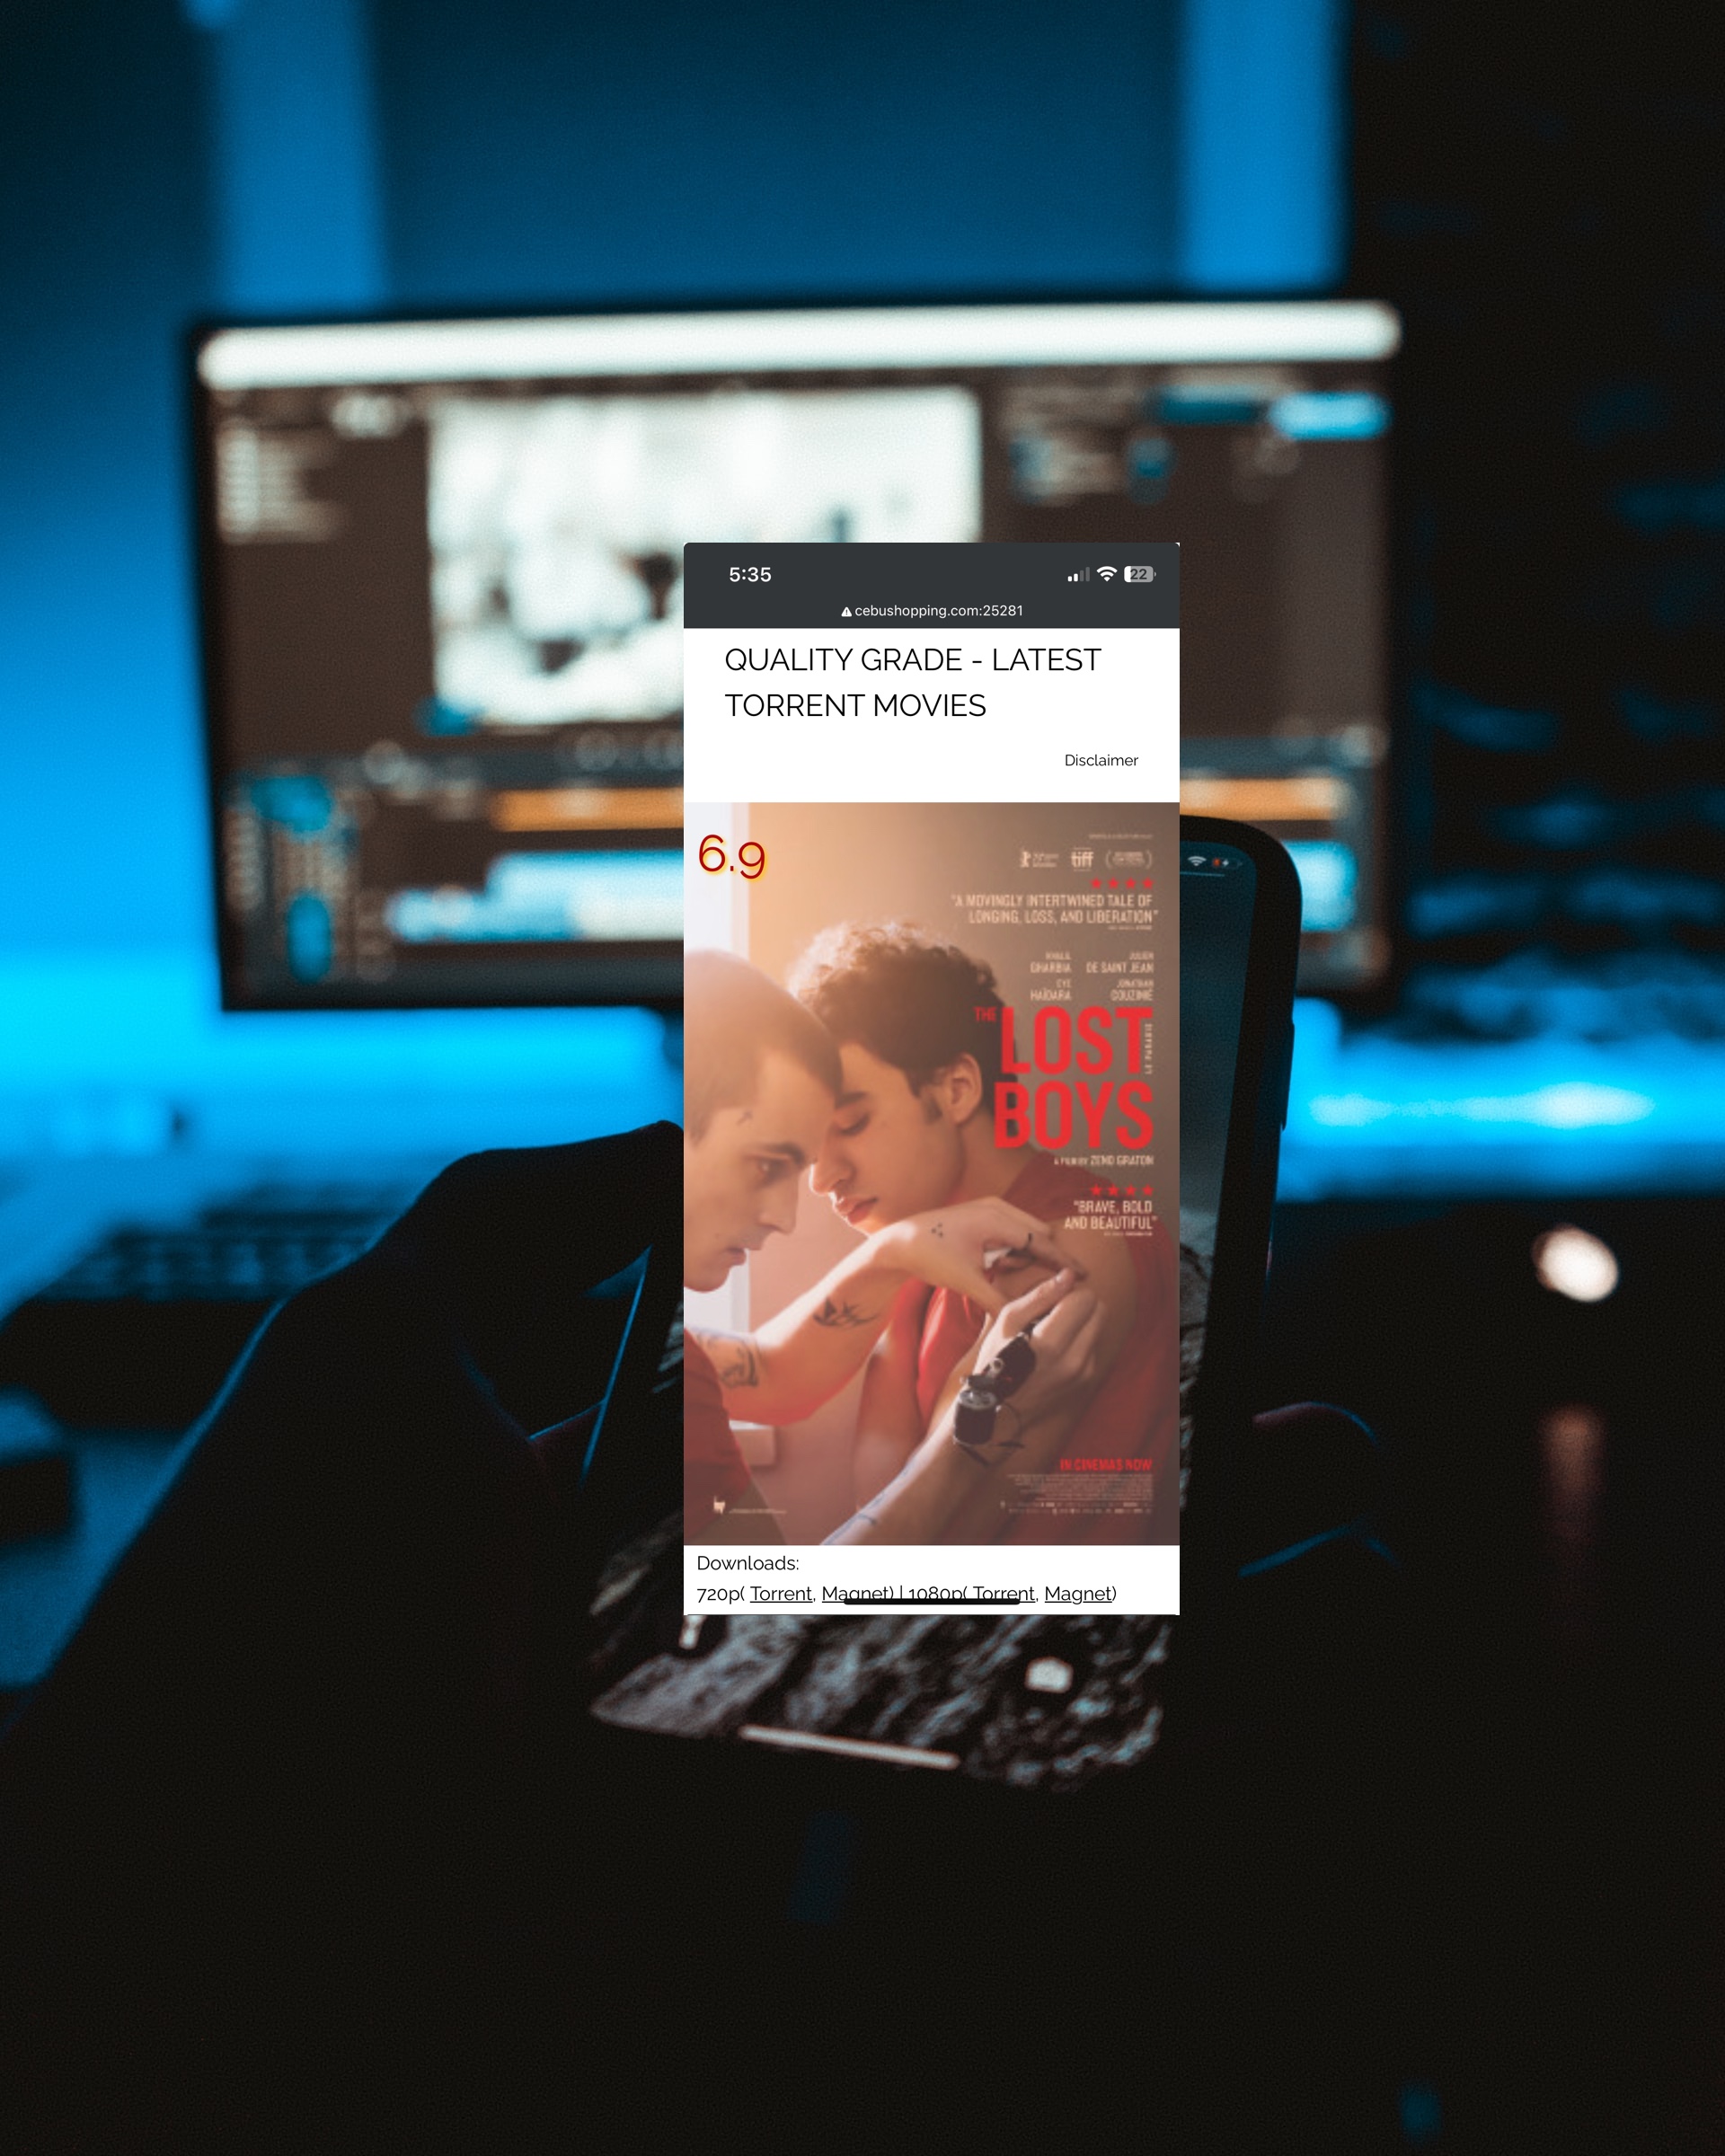 5:35
22
cebushopping.com:25281
QUALITY GRADE - LATEST
TORRENT MOVIES
Disclaimer
6.9
tiff
"A MOVINGLY INTERTWINED TALE OF
LONGING, LOSS, AND LIBERATION"
KHALIL JULIEN
GHARBIA DE SAINT JEAN
EYE JONATHAN
HAÏDARA COUZINIÉ
THE LOST
LE PARADIS
BOYS
A FILM BY ZENO GRATON
"BRAVE, BOLD
AND BEAUTIFUL"
IN CINEMAS NOW
Downloads:
720p( Torrent, Magnet) | 1080p( Torrent, Magnet)